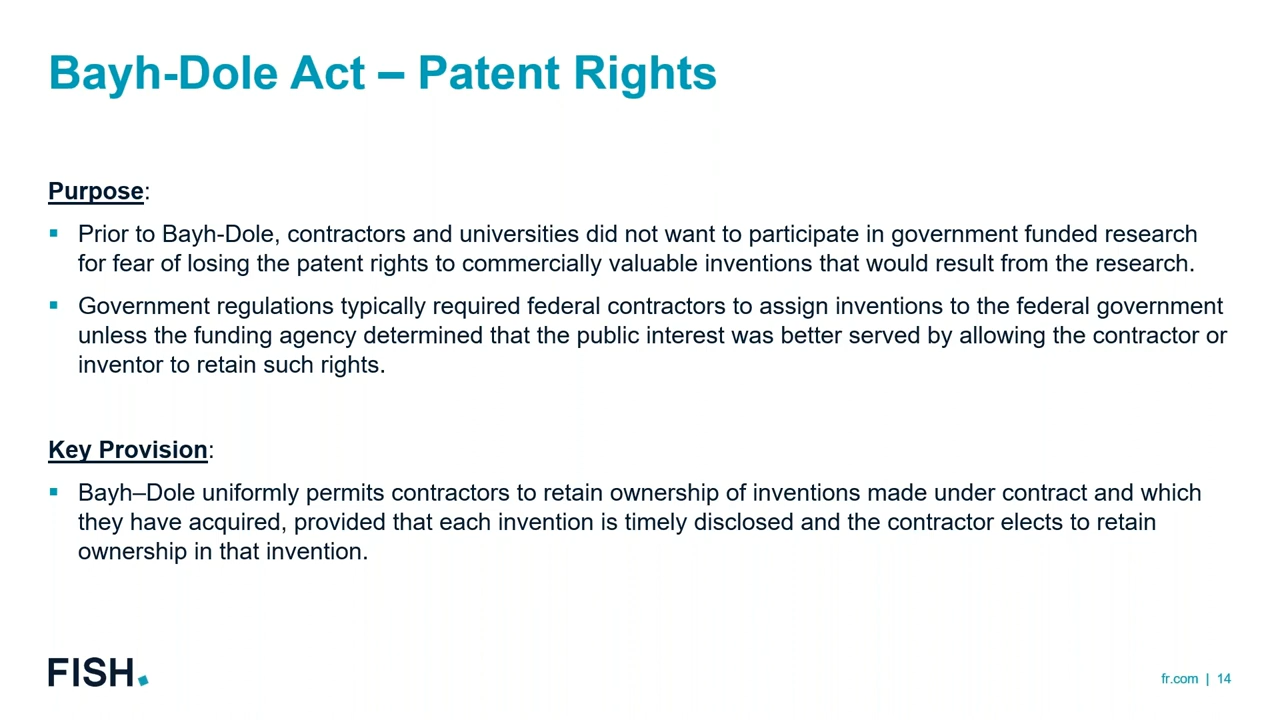 Bayh-Dole Act – Patent Rights
Purpose:
▪ Prior to Bayh-Dole, contractors and universities did not want to participate in government funded research
for fear of losing the patent rights to commercially valuable inventions that would result from the research.
▪ Government regulations typically required federal contractors to assign inventions to the federal government
unless the funding agency determined that the public interest was better served by allowing the contractor or
inventor to retain such rights.
Key Provision:
▪ Bayh–Dole uniformly permits contractors to retain ownership of inventions made under contract and which
they have acquired, provided that each invention is timely disclosed and the contractor elects to retain
ownership in that invention.
FISH.
fr.com | 14